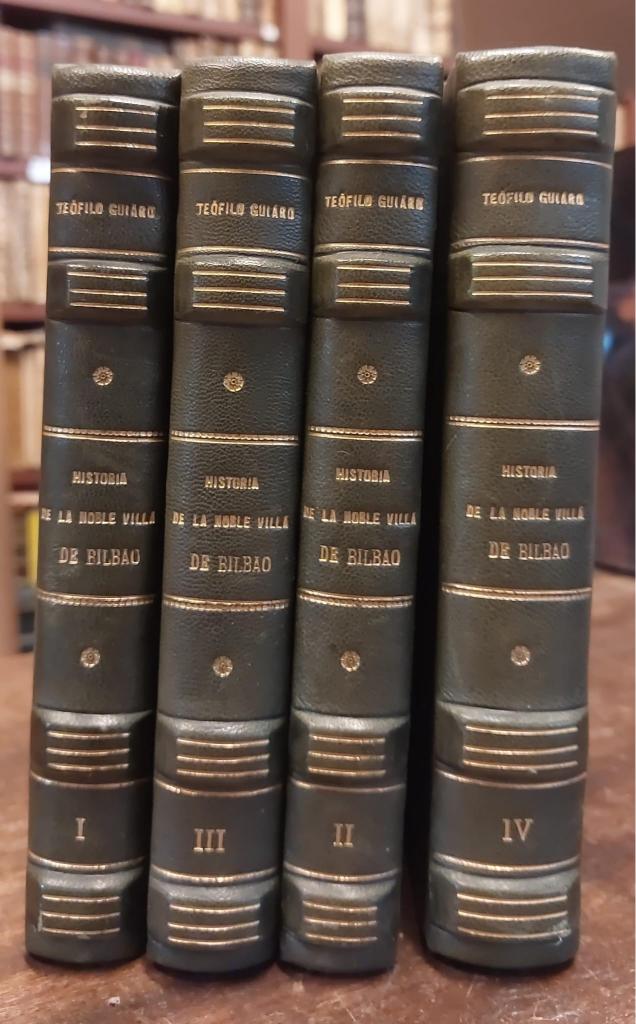 TEÓFILO GUIARD
HISTORIA
DE LA NOBLE VILLA
DE BILBAO
I
TEÓFILO GUIARD
HISTORIA
DE LA NOBLE VILLA
DE BILBAO
III
TEÓFILO GUIARD
HISTORIA
DE LA NOBLE VILLA
DE BILBAO
II
TEÓFILO GUIARD
HISTORIA
DE LA NOBLE VILLA
DE BILBAO
IV